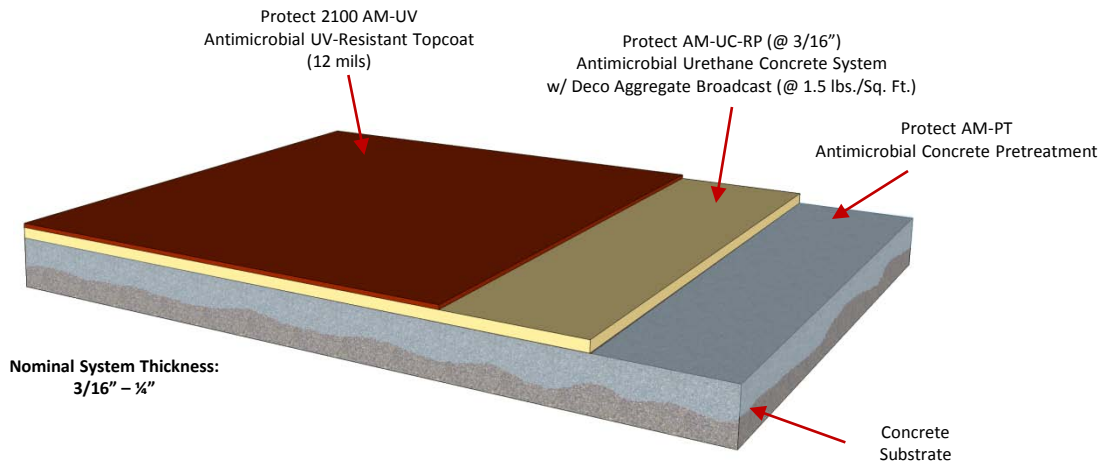 Protect 2100 AM-UV
Antimicrobial UV-Resistant Topcoat
(12 mils)
Protect AM-UC-RP (@ 3/16”)
Antimicrobial Urethane Concrete System
w/ Deco Aggregate Broadcast (@ 1.5 lbs./Sq. Ft.)
Protect AM-PT
Antimicrobial Concrete Pretreatment
Nominal System Thickness:
3/16” – ¼”
Concrete
Substrate